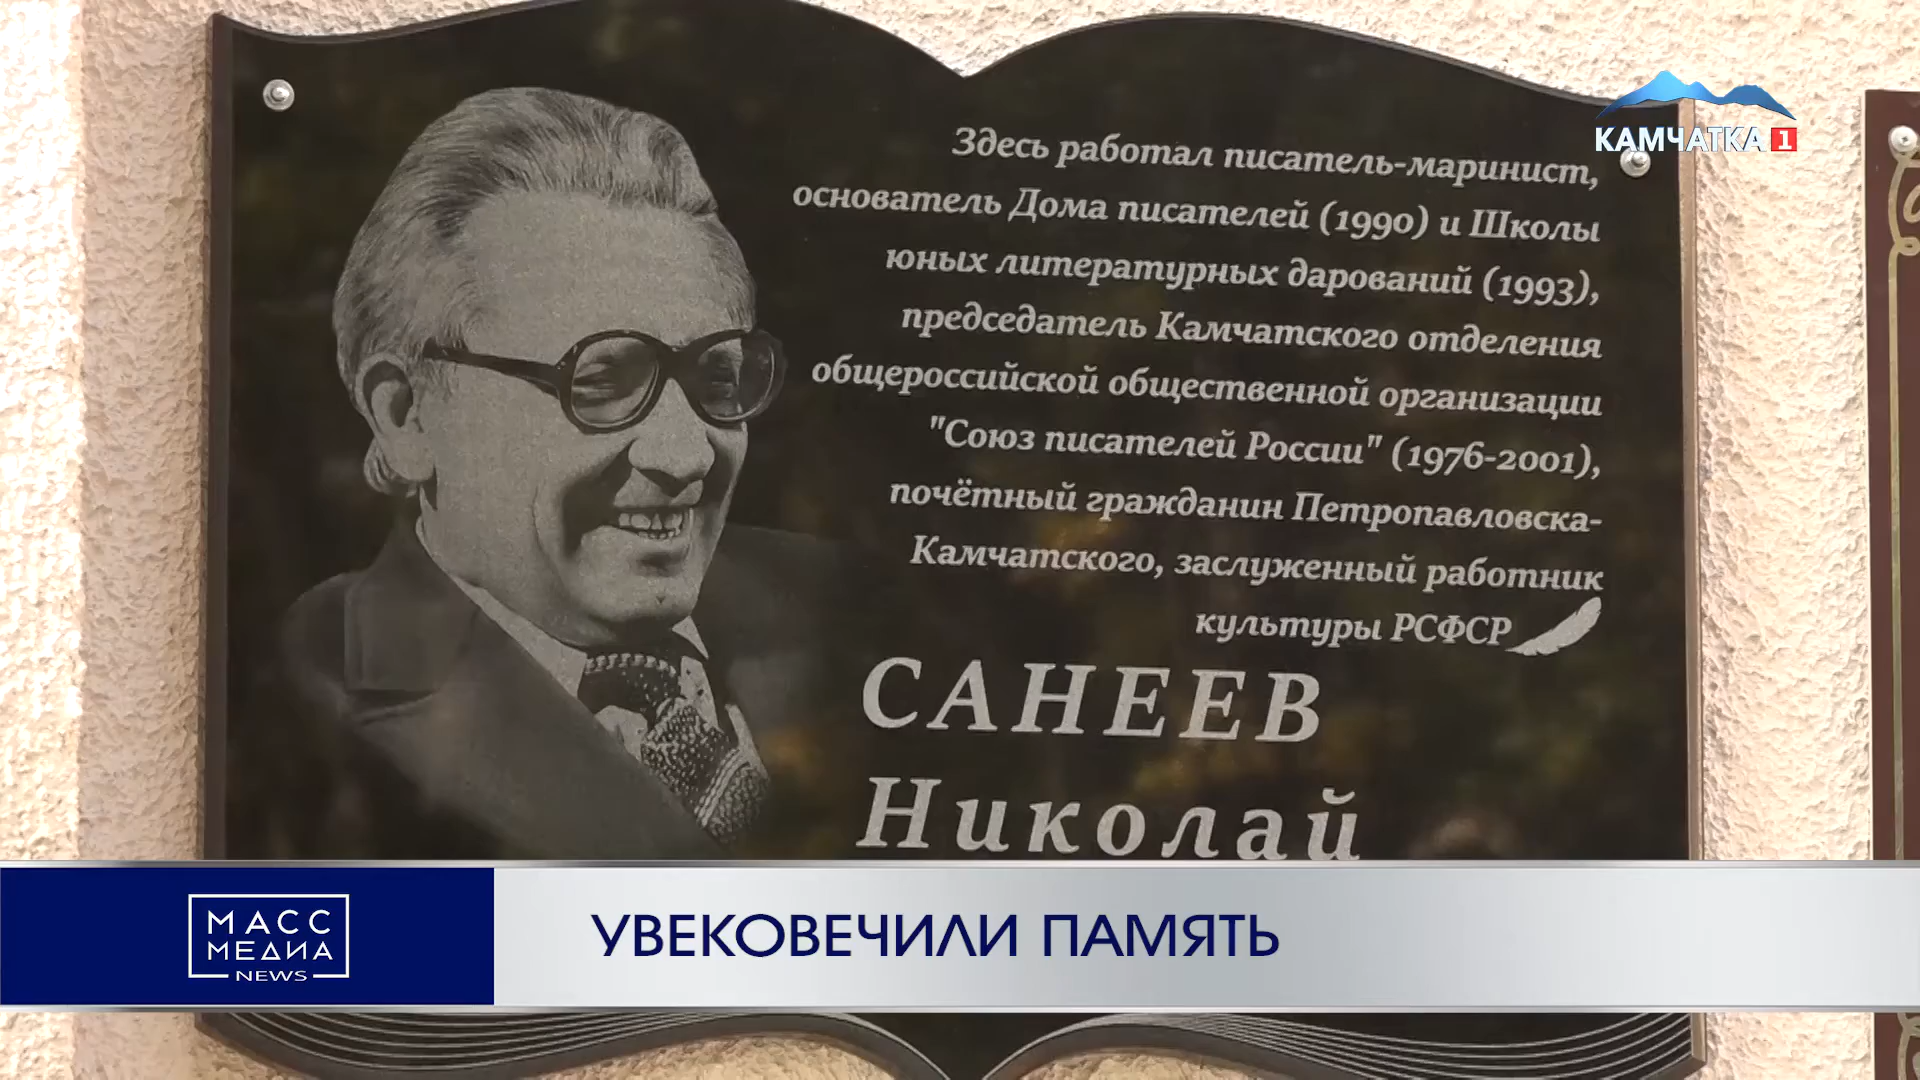 КАМЧАТКА 1
Здесь работал писатель-маринист,
основатель Дома писателей (1990) и Школы
юных литературных дарований (1993),
председатель Камчатского отделения
общероссийской общественной организации
"Союз писателей России" (1976-2001),
почётный гражданин Петропавловска-
Камчатского, заслуженный работник
культуры РСФСР
САНЕЕВ
Николай
МАСС
МЕДИА
NEWS
УВЕКОВЕЧИЛИ ПАМЯТЬ